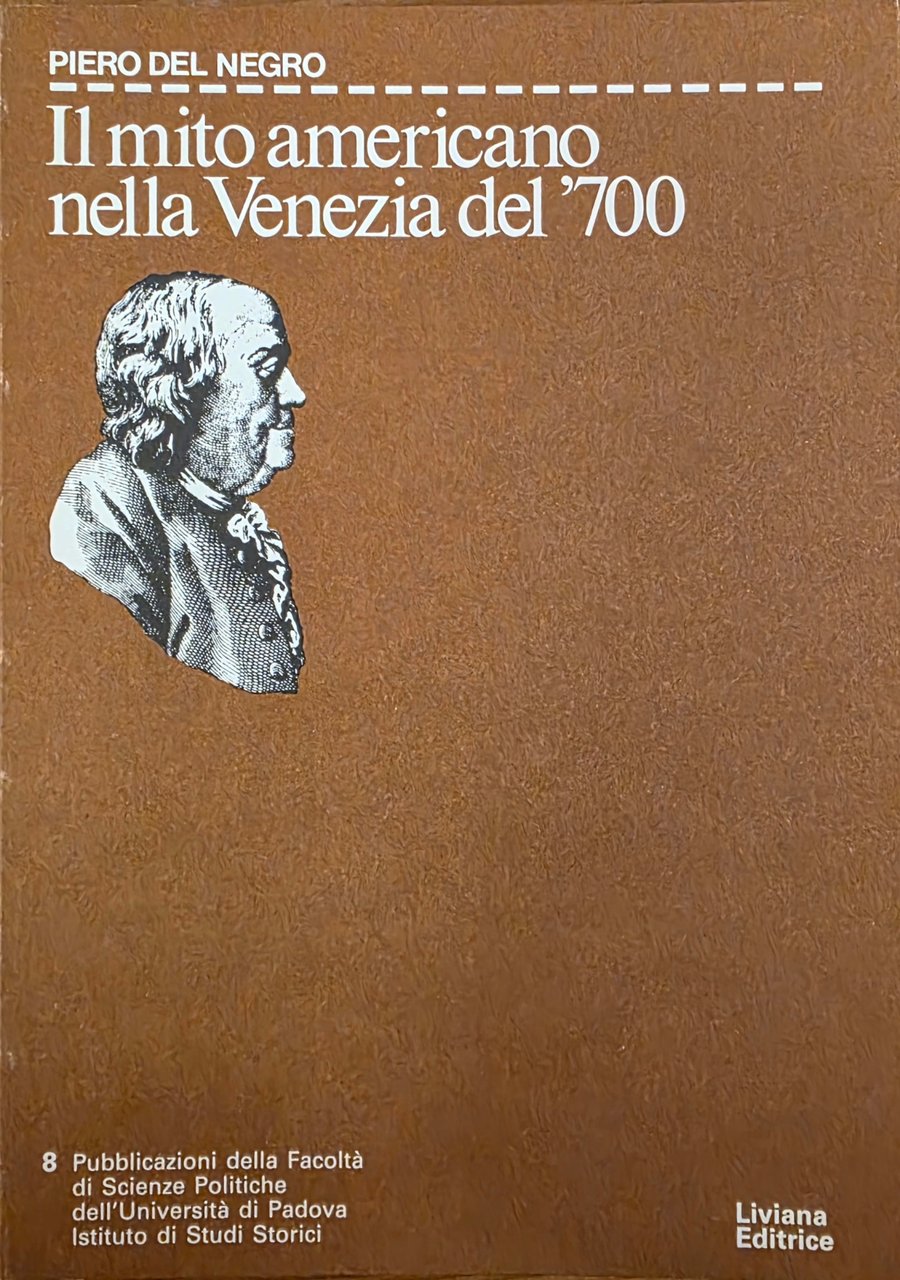 PIERO DEL NEGRO
Il mito americano
nella Venezia del ’700
8 Pubblicazioni della Facoltà
di Scienze Politiche
dell'Università di Padova
Istituto di Studi Storici
Liviana
Editrice